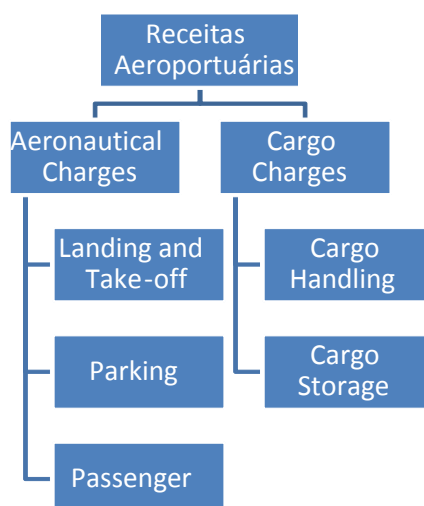 Receitas
Aeroportuárias
Aeronautical
Charges
Landing and
Take-off
Parking
Passenger
Cargo
Charges
Cargo
Handling
Cargo
Storage